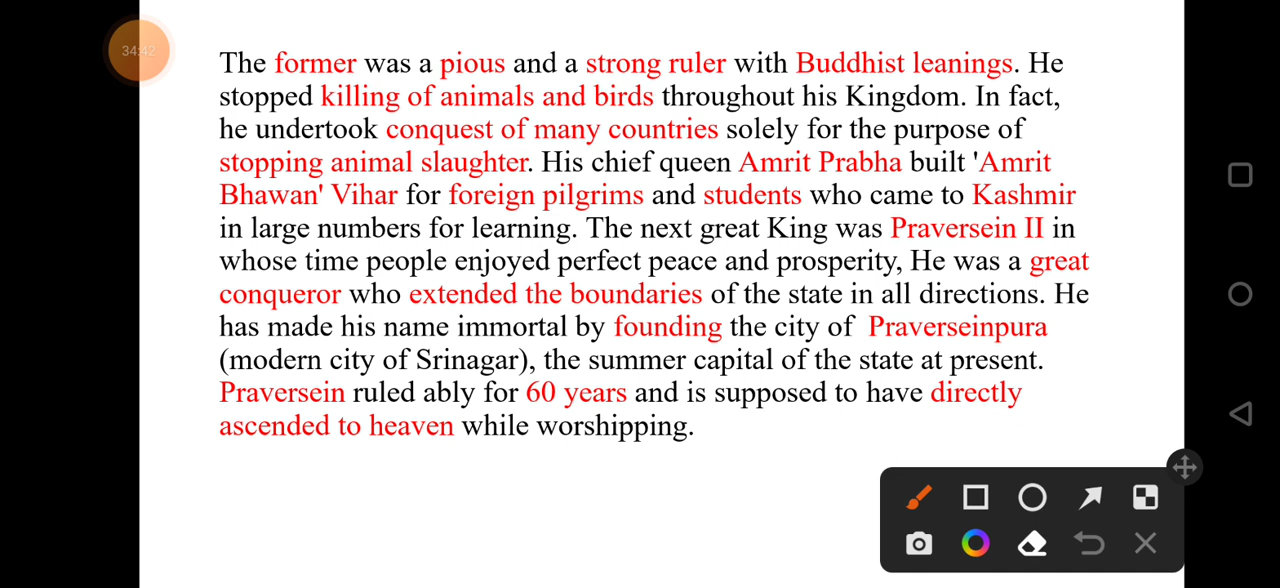 34:42
The former was a pious and a strong ruler with Buddhist leanings. He
stopped killing of animals and birds throughout his Kingdom. In fact,
he undertook conquest of many countries solely for the purpose of
stopping animal slaughter. His chief queen Amrit Prabha built 'Amrit
Bhawan' Vihar for foreign pilgrims and students who came to Kashmir
in large numbers for learning. The next great King was Praversein II in
whose time people enjoyed perfect peace and prosperity, He was a great
conqueror who extended the boundaries of the state in all directions. He
has made his name immortal by founding the city of Praverseinpura
(modern city of Srinagar), the summer capital of the state at present.
Praversein ruled ably for 60 years and is supposed to have directly
ascended to heaven while worshipping.